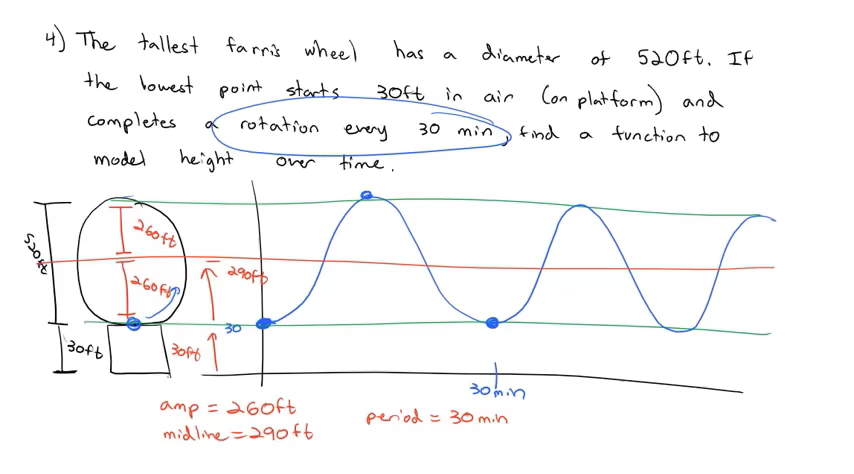 4) The tallest farris wheel has a diameter of 520ft. If
the lowest point starts 30ft in air (on platform) and
completes a rotation every 30 min, find a function to
model height over time.
520ft
260ft
260ft
290ft
30
30ft
30ft
30min
amp = 260ft
midline = 290ft
period = 30min